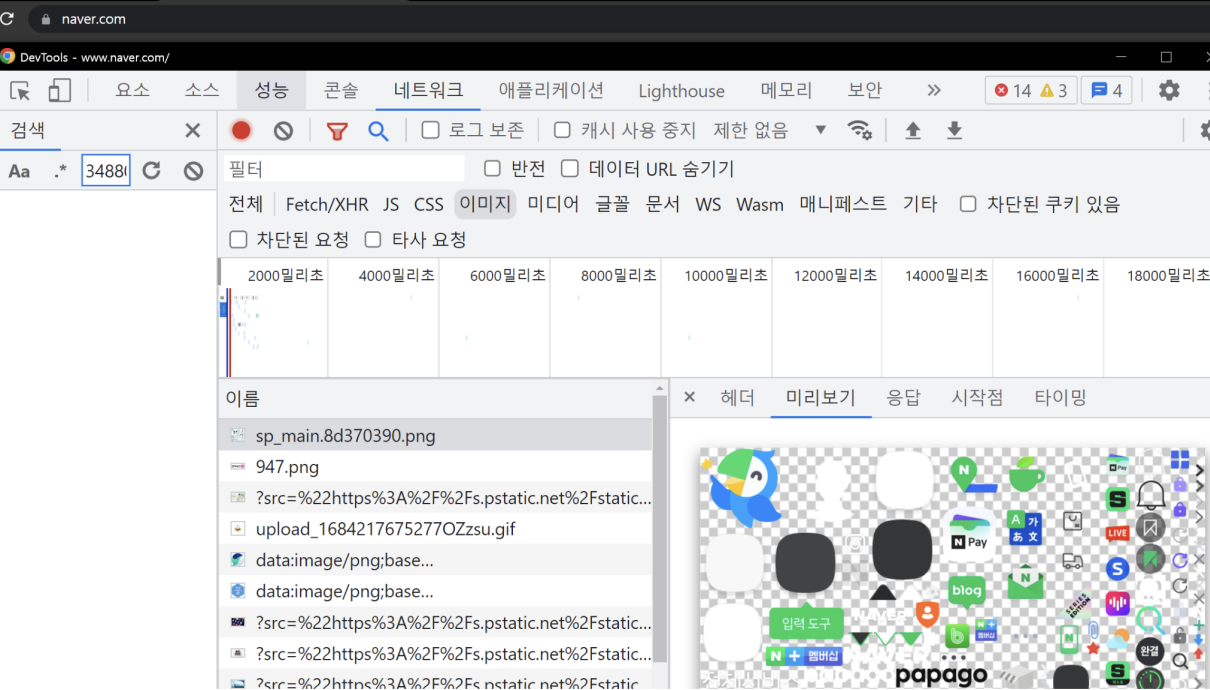 naver.com
DevTools - www.naver.com/
요소 소스 성능 콘솔 네트워크 애플리케이션 Lighthouse 메모리 보안 » 14 3 4
검색
로그 보존 캐시 사용 중지 제한 없음
Aa .* 3488
필터 반전 데이터 URL 숨기기
전체 Fetch/XHR JS CSS 이미지 미디어 글꼴 문서 WS Wasm 매니페스트 기타 차단된 쿠키 있음
차단된 요청 타사 요청
2000밀리초 4000밀리초 6000밀리초 8000밀리초 10000밀리초 12000밀리초 14000밀리초 16000밀리초 18000밀리초
이름
헤더 미리보기 응답 시작점 타이밍
sp_main.8d370390.png
947.png
?src=%22https%3A%2F%2Fs.pstatic.net%2Fstatic...
upload_1684217675277OZzsu.gif
data:image/png;base...
data:image/png;base...
?src=%22https%3A%2F%2Fs.pstatic.net%2Fstatic...
?src=%22https%3A%2F%2Fs.pstatic.net%2Fstatic...
?src=%22https%3A%2F%2Fs.pstatic.net%2Fstatic
N
N Pay
A 가
あ 文
N Pay
S
LIVE
S
N
blog
SERIES EDITION
입력 도구
b
N+
멤버십
N
N + 멤버십
완결
papago
S